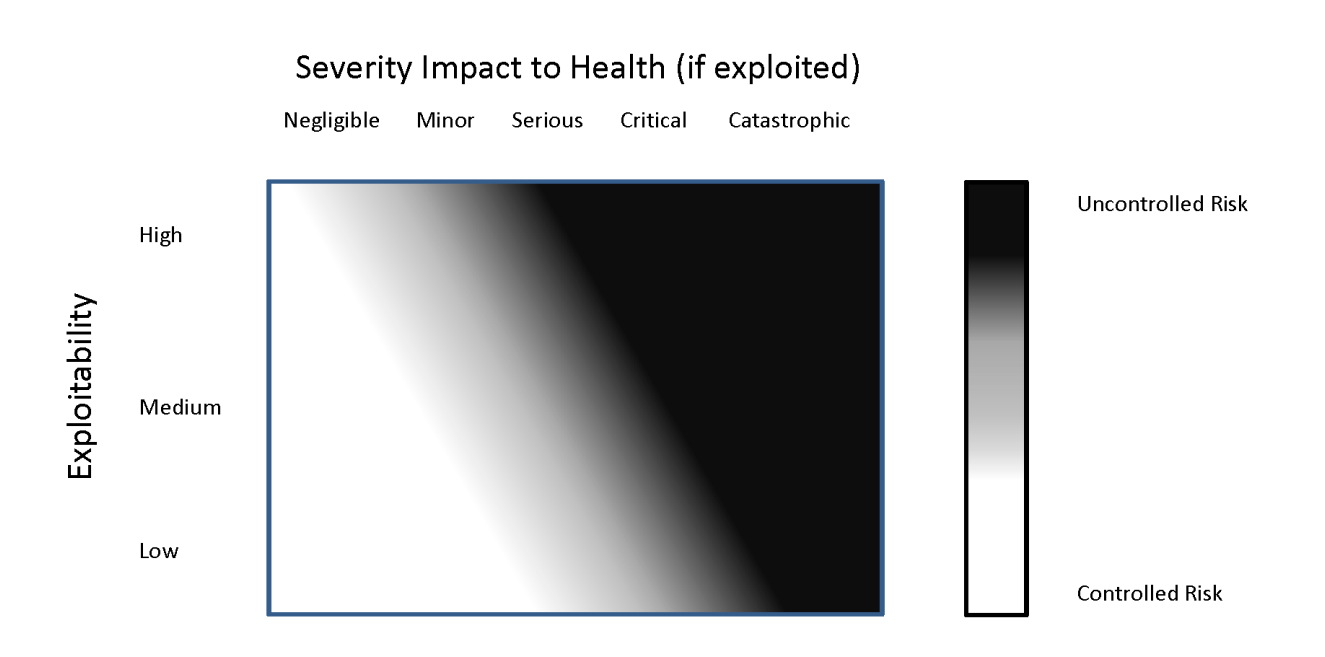 Severity Impact to Health (if exploited)
Negligible Minor Serious Critical Catastrophic
Uncontrolled Risk
High
Exploitability
Medium
Low
Controlled Risk